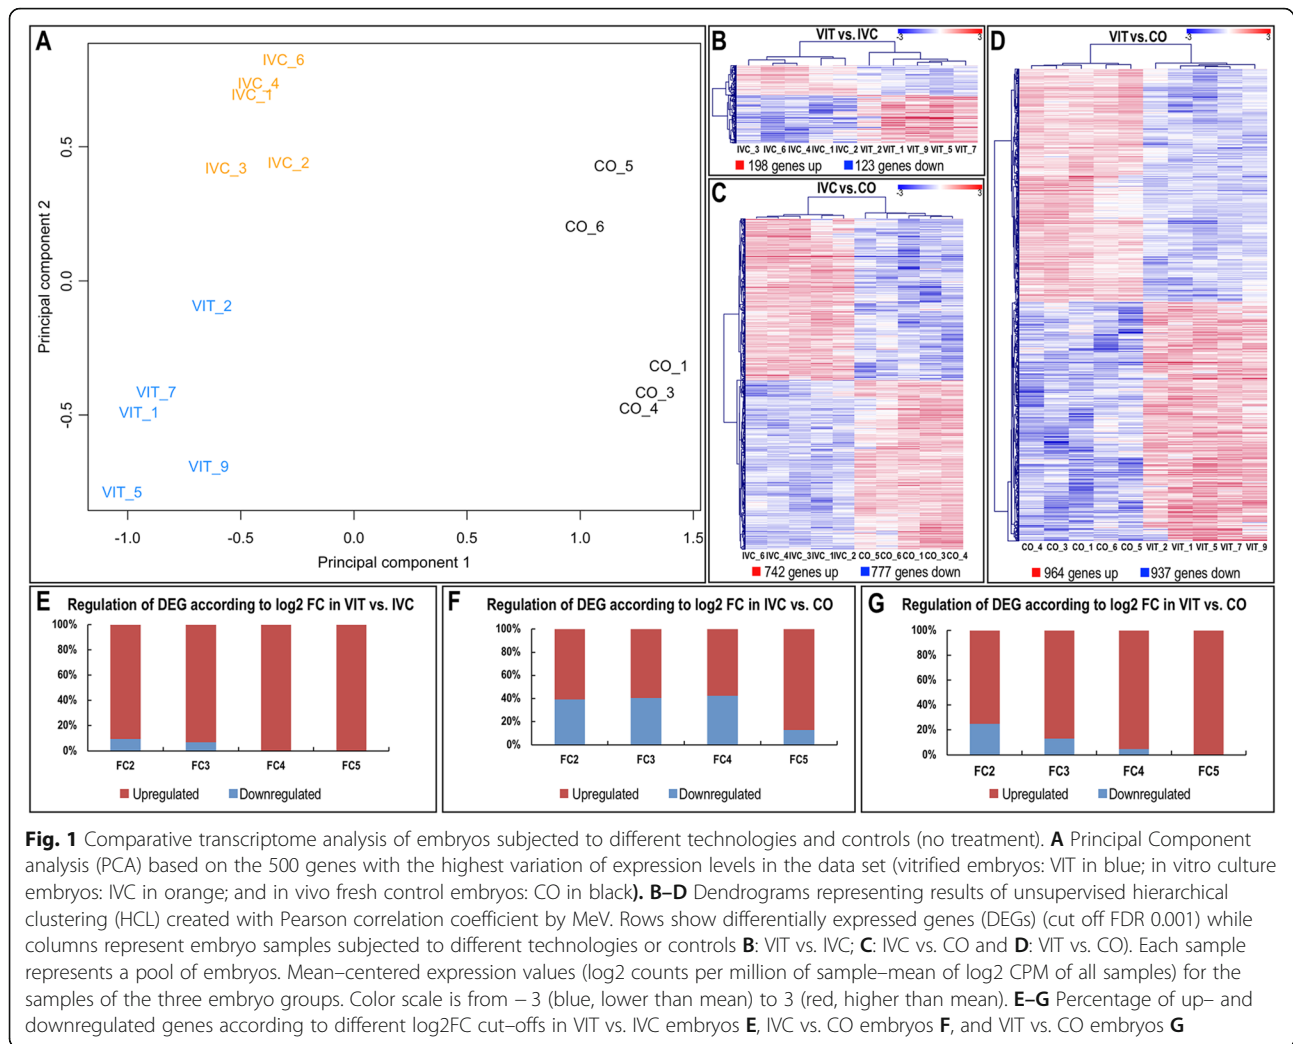 A
IVC_6
IVC_4
IVC_1
IVC_3
IVC_2
CO_5
CO_6
VIT_2
CO_1
VIT_7
CO_3
VIT_1
CO_4
VIT_9
VIT_5
0.5
0.0
-0.5
Principal component 2
-1.0 -0.5 0.0 0.5 1.0 1.5
Principal component 1
B
VIT vs. IVC
-3 3
IVC_3 IVC_6 IVC_4 IVC_1 IVC_2 VIT_2 VIT_1 VIT_9 VIT_5 VIT_7
198 genes up 123 genes down
C
IVC vs. CO
-3 3
IVC_6 IVC_4 IVC_3 IVC_1 IVC_2 CO_5 CO_6 CO_1 CO_3 CO_4
742 genes up 777 genes down
D
VIT vs. CO
-3 3
CO_4 CO_3 CO_1 CO_6 CO_5 VIT_2 VIT_1 VIT_5 VIT_7 VIT_9
964 genes up 937 genes down
E Regulation of DEG according to log2 FC in VIT vs. IVC
100%
80%
60%
40%
20%
0%
FC2 FC3 FC4 FC5
Upregulated Downregulated
F Regulation of DEG according to log2 FC in IVC vs. CO
100%
80%
60%
40%
20%
0%
FC2 FC3 FC4 FC5
Upregulated Downregulated
G Regulation of DEG according to log2 FC in VIT vs. CO
100%
80%
60%
40%
20%
0%
FC2 FC3 FC4 FC5
Upregulated Downregulated
Fig. 1 Comparative transcriptome analysis of embryos subjected to different technologies and controls (no treatment). A Principal Component
analysis (PCA) based on the 500 genes with the highest variation of expression levels in the data set (vitrified embryos: VIT in blue; in vitro culture
embryos: IVC in orange; and in vivo fresh control embryos: CO in black). B–D Dendrograms representing results of unsupervised hierarchical
clustering (HCL) created with Pearson correlation coefficient by MeV. Rows show differentially expressed genes (DEGs) (cut off FDR 0.001) while
columns represent embryo samples subjected to different technologies or controls B: VIT vs. IVC; C: IVC vs. CO and D: VIT vs. CO). Each sample
represents a pool of embryos. Mean–centered expression values (log2 counts per million of sample–mean of log2 CPM of all samples) for the
samples of the three embryo groups. Color scale is from − 3 (blue, lower than mean) to 3 (red, higher than mean). E–G Percentage of up– and
downregulated genes according to different log2FC cut–offs in VIT vs. IVC embryos E, IVC vs. CO embryos F, and VIT vs. CO embryos G